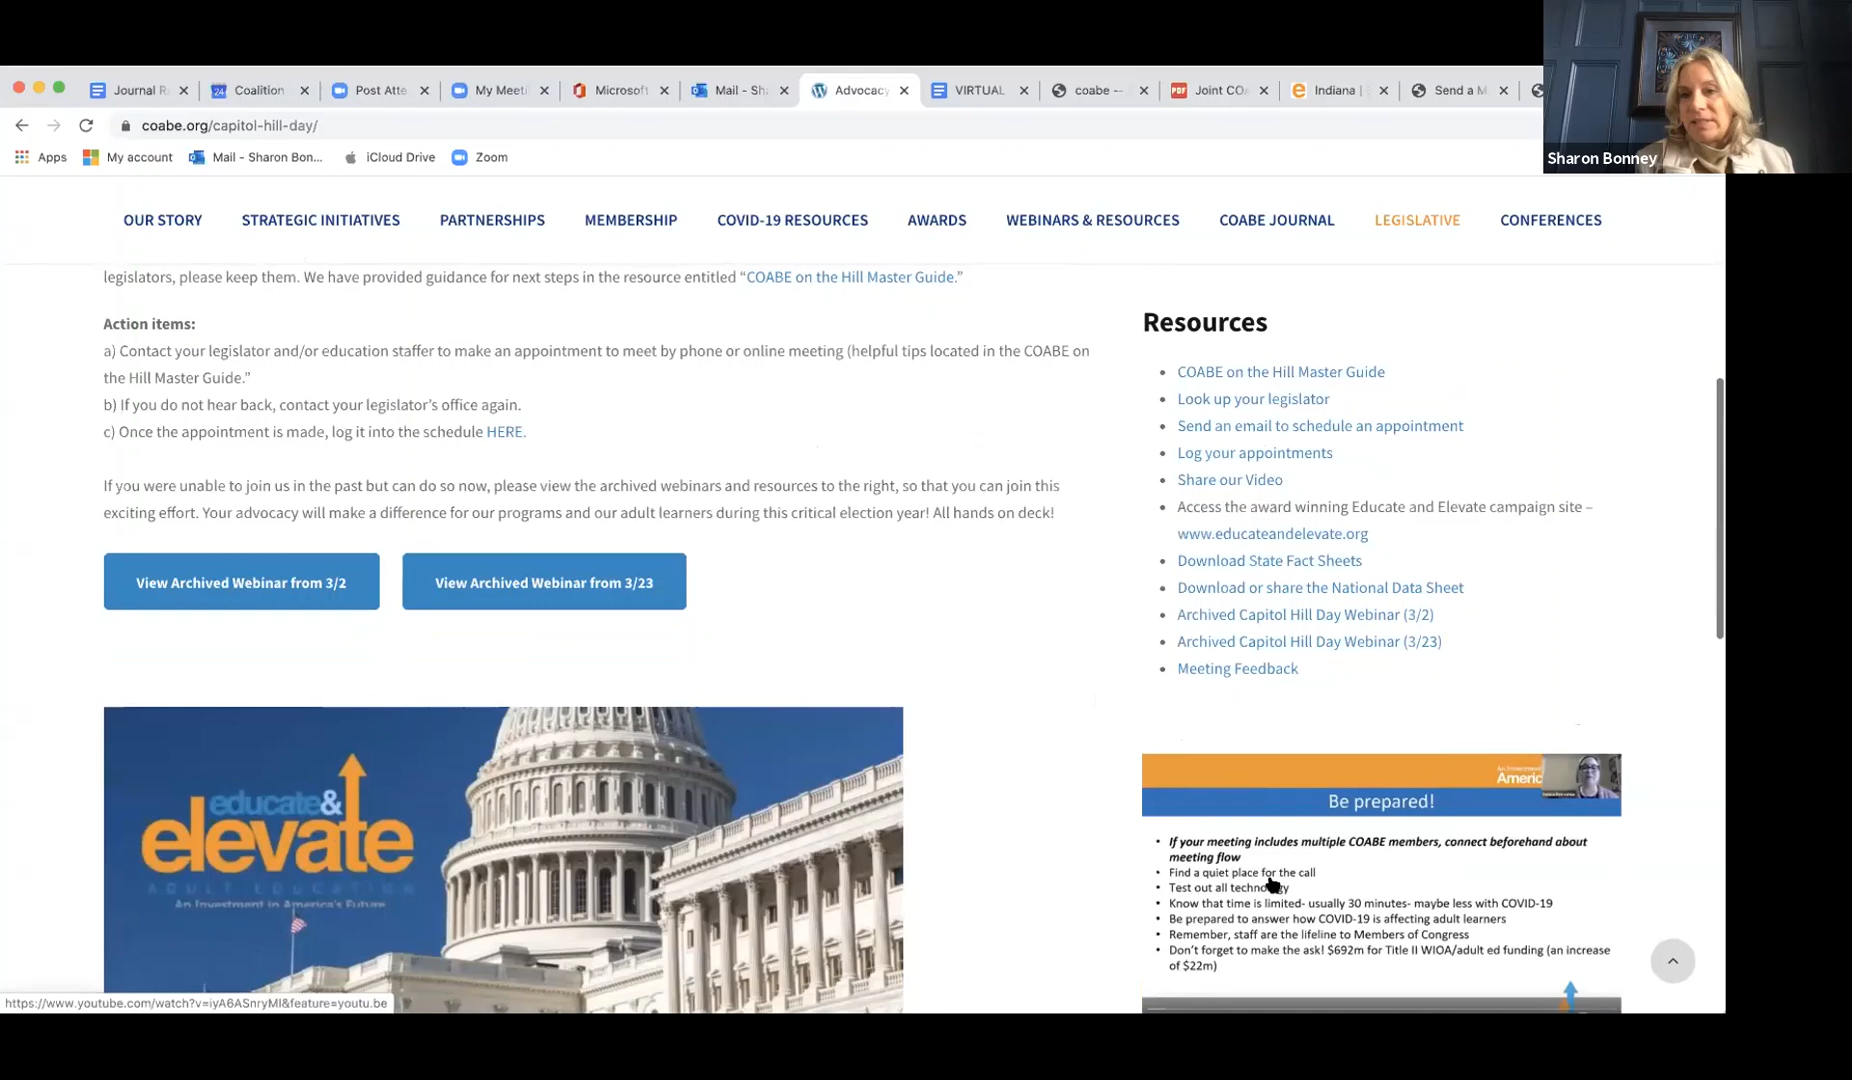 Journal R
Coalition
Post Atte
My Meeti
Microsoft
Mail - Sha
Advocacy
VIRTUAL
coabe --
Joint CO
Indiana |
Send a M
coabe.org/capitol-hill-day/
Apps
My account
Mail - Sharon Bon...
iCloud Drive
Zoom
Sharon Bonney
OUR STORY
STRATEGIC INITIATIVES
PARTNERSHIPS
MEMBERSHIP
COVID-19 RESOURCES
AWARDS
WEBINARS & RESOURCES
COABE JOURNAL
LEGISLATIVE
CONFERENCES
legislators, please keep them. We have provided guidance for next steps in the resource entitled “COABE on the Hill Master Guide.”
Action items:
a) Contact your legislator and/or education staffer to make an appointment to meet by phone or online meeting (helpful tips located in the COABE on
the Hill Master Guide.”
b) If you do not hear back, contact your legislator’s office again.
c) Once the appointment is made, log it into the schedule HERE.
If you were unable to join us in the past but can do so now, please view the archived webinars and resources to the right, so that you can join this
exciting effort. Your advocacy will make a difference for our programs and our adult learners during this critical election year! All hands on deck!
View Archived Webinar from 3/2
View Archived Webinar from 3/23
educate&
elevate
ADULT EDUCATION
An Investment in America's Future
https://www.youtube.com/watch?v=iyA6ASnryMI&feature=youtu.be
Resources
• COABE on the Hill Master Guide
• Look up your legislator
• Send an email to schedule an appointment
• Log your appointments
• Share our Video
• Access the award winning Educate and Elevate campaign site –
www.educateandelevate.org
• Download State Fact Sheets
• Download or share the National Data Sheet
• Archived Capitol Hill Day Webinar (3/2)
• Archived Capitol Hill Day Webinar (3/23)
• Meeting Feedback
Be prepared!
• If your meeting includes multiple COABE members, connect beforehand about
meeting flow
• Find a quiet place for the call
• Test out all technology
• Know that time is limited- usually 30 minutes- maybe less with COVID-19
• Be prepared to answer how COVID-19 is affecting adult learners
• Remember, staff are the lifeline to Members of Congress
• Don't forget to make the ask! $692m for Title II WIOA/adult ed funding (an increase
of $22m)